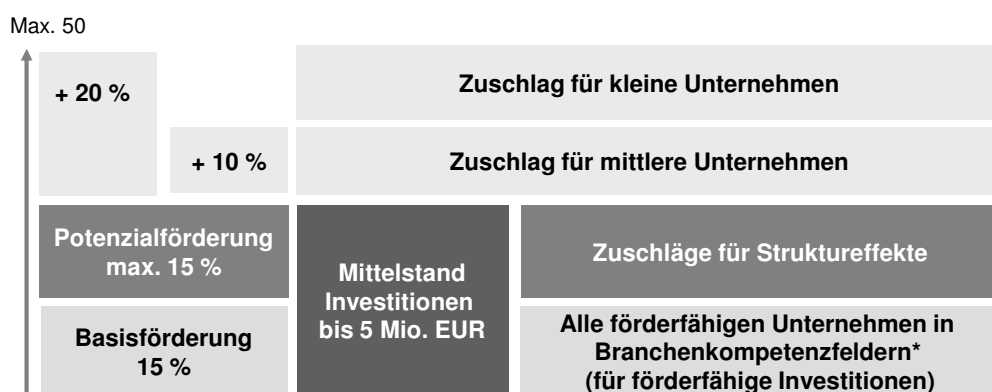 Max. 50
+ 20 %
Zuschlag für kleine Unternehmen
+ 10 %
Zuschlag für mittlere Unternehmen
Potenzialförderung
max. 15 %
Mittelstand
Investitionen
bis 5 Mio. EUR
Zuschläge für Struktureffekte
Basisförderung
15 %
Alle förderfähigen Unternehmen in
Branchenkompetenzfeldern*
(für förderfähige Investitionen)